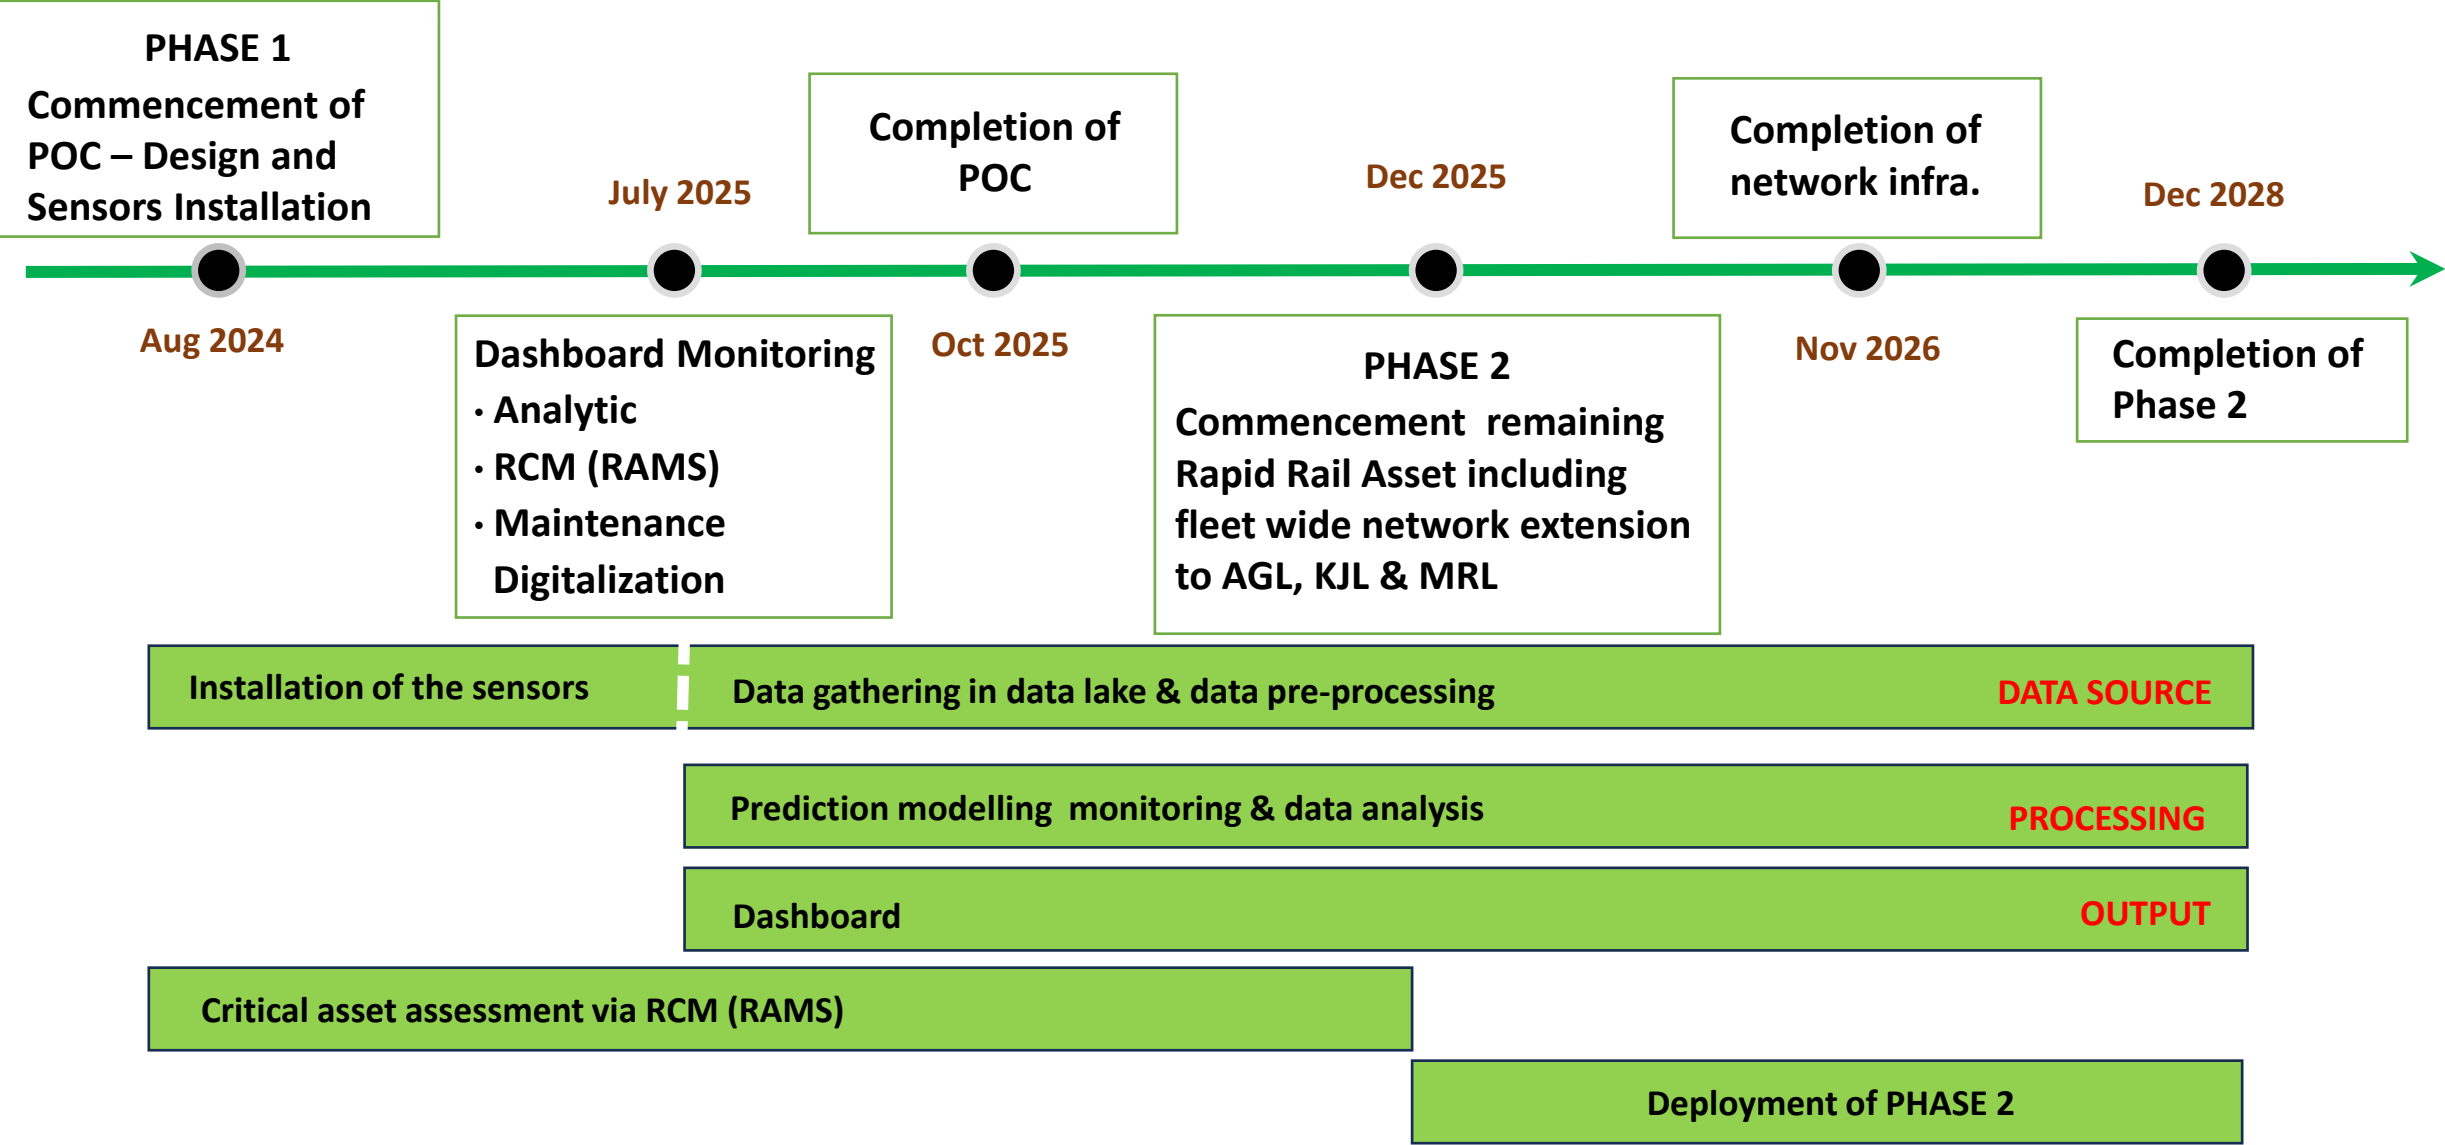 PHASE 1
Commencement of
POC – Design and
Sensors Installation
Aug 2024
July 2025
Dashboard Monitoring
· Analytic
· RCM (RAMS)
· Maintenance
Digitalization
Completion of
POC
Oct 2025
Dec 2025
PHASE 2
Commencement  remaining
Rapid Rail Asset including
fleet wide network extension
to AGL, KJL & MRL
Completion of
network infra.
Nov 2026
Dec 2028
Completion of
Phase 2
Installation of the sensors
Data gathering in data lake & data pre-processing
DATA SOURCE
Prediction modelling  monitoring & data analysis
PROCESSING
Dashboard
OUTPUT
Critical asset assessment via RCM (RAMS)
Deployment of PHASE 2